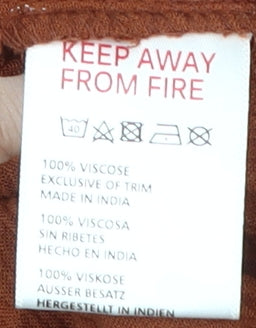 KEEP AWAY
FROM FIRE
40
100% VISCOSE
EXCLUSIVE OF TRIM
MADE IN INDIA
100% VISCOSA
SIN RIBETES
HECHO EN INDIA
100% VISKOSE
AUSSER BESATZ
HERGESTELLT IN INDIEN